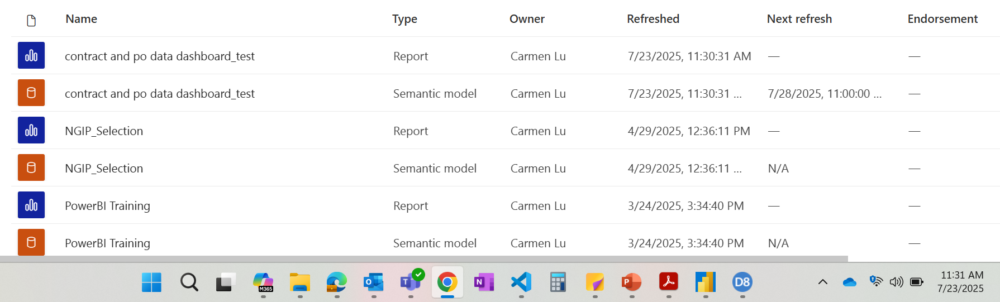 Name Type Owner Refreshed Next refresh Endorsement
contract and po data dashboard_test Report Carmen Lu 7/23/2025, 11:30:31 AM — —
contract and po data dashboard_test Semantic model Carmen Lu 7/23/2025, 11:30:31 ... 7/28/2025, 11:00:00 ... —
NGIP_Selection Report Carmen Lu 4/29/2025, 12:36:11 PM — —
NGIP_Selection Semantic model Carmen Lu 4/29/2025, 12:36:11 ... N/A —
PowerBI Training Report Carmen Lu 3/24/2025, 3:34:40 PM — —
PowerBI Training Semantic model Carmen Lu 3/24/2025, 3:34:40 PM N/A —
M365 O T N P D8 11:31 AM
7/23/2025